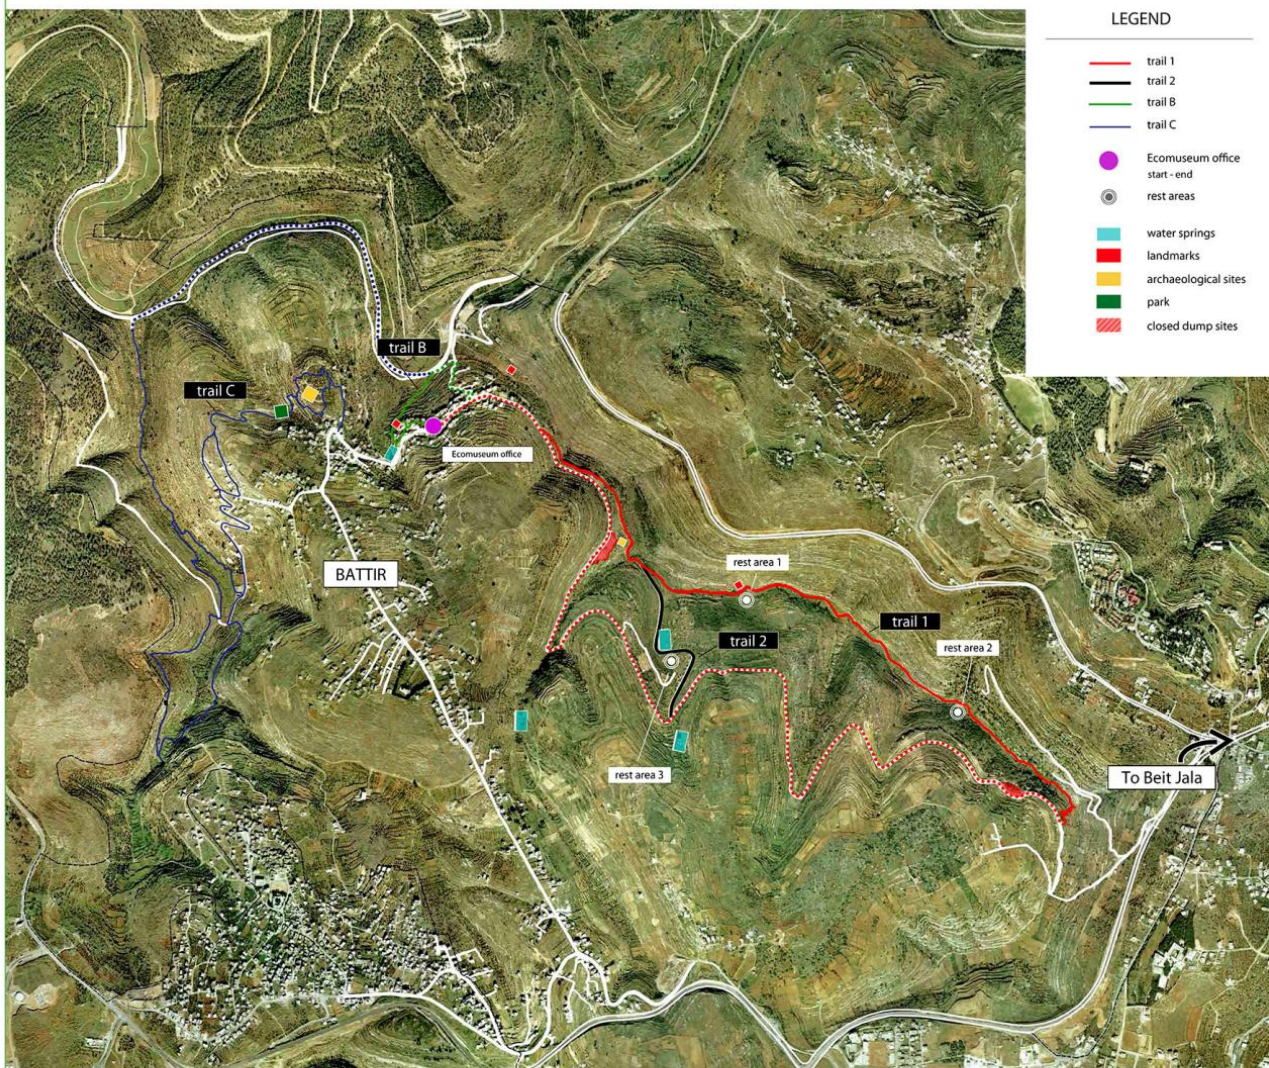 LEGEND
trail 1
trail 2
trail B
trail C
Ecomuseum office
start - end
rest areas
water springs
landmarks
archaeological sites
park
closed dump sites
trail B
trail C
Ecomuseum office
BATTIR
rest area 1
trail 1
trail 2
rest area 2
rest area 3
To Beit Jala